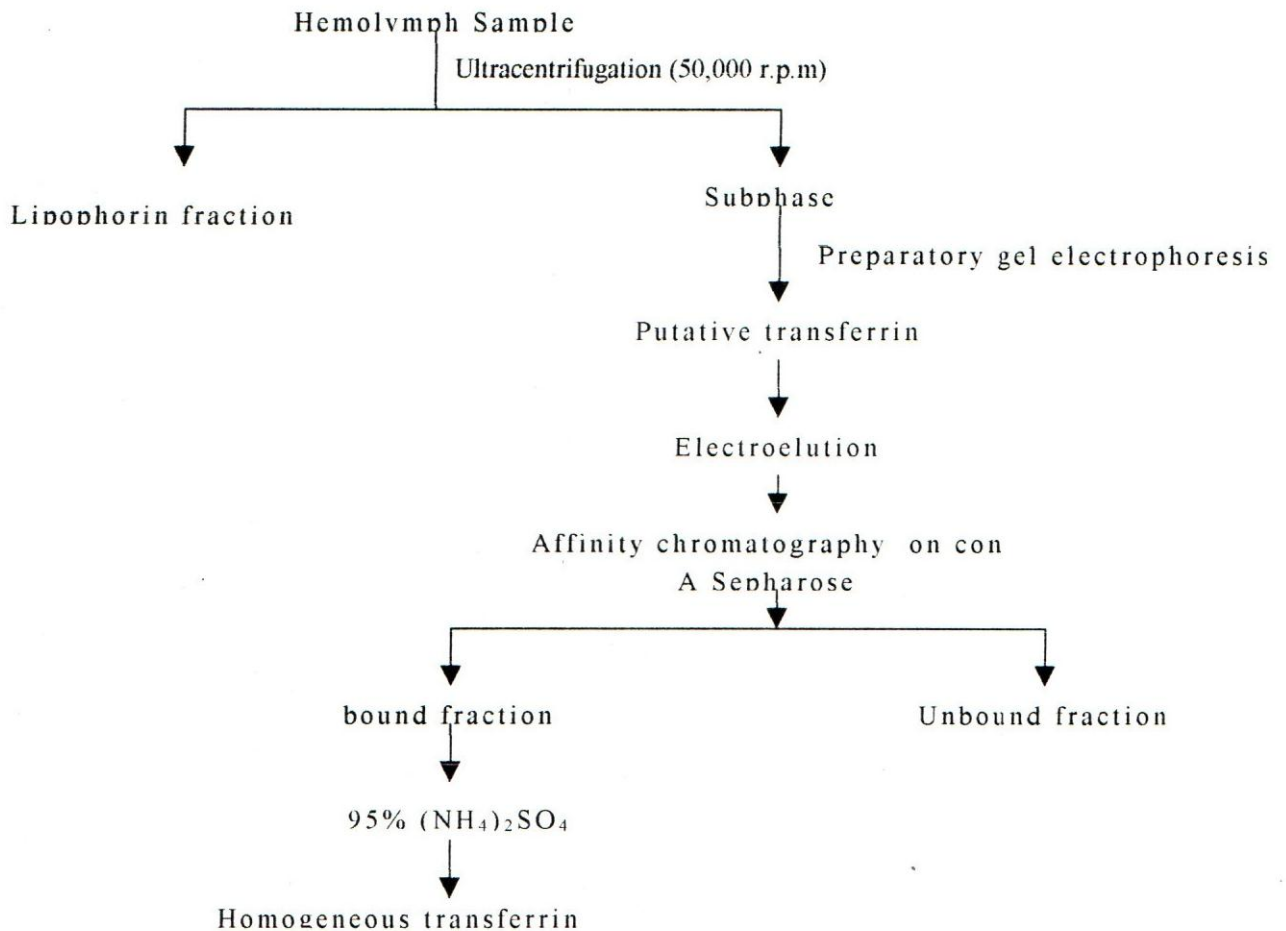 Hemolymph Sample
Ultracentrifugation (50,000 r.p.m)
Lipophorin fraction
Subphase
Preparatory gel electrophoresis
Putative transferrin
Electroelution
Affinity chromatography on con
A Sepharose
bound fraction
Unbound fraction
95% (NH₄)₂SO₄
Homogeneous transferrin